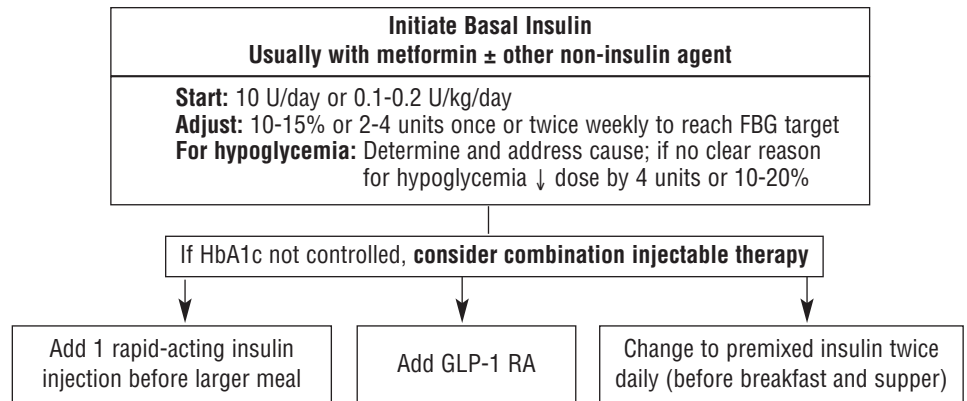 Initiate Basal Insulin
Usually with metformin ± other non-insulin agent
Start: 10 U/day or 0.1-0.2 U/kg/day
Adjust: 10-15% or 2-4 units once or twice weekly to reach FBG target
For hypoglycemia: Determine and address cause; if no clear reason
for hypoglycemia ↓ dose by 4 units or 10-20%
If HbA1c not controlled, consider combination injectable therapy
Add 1 rapid-acting insulin
injection before larger meal
Add GLP-1 RA
Change to premixed insulin twice
daily (before breakfast and supper)